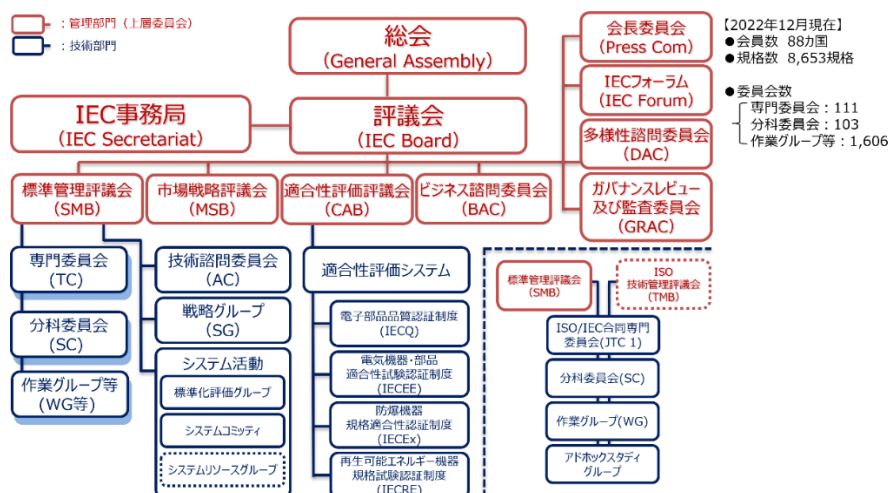 ：管理部門（上層委員会）
：技術部門
総会
(General Assembly)
IEC事務局
(IEC Secretariat)
評議会
(IEC Board)
会長委員会
(Press Com)
IECフォーラム
(IEC Forum)
多様性諮問委員会
(DAC)
ガバナンスレビュー
及び監査委員会
(GRAC)
【2022年12月現在】
●会員数 88カ国
●規格数 8,653規格
●委員会数
専門委員会：111
分科委員会：103
作業グループ等：1,606
標準管理評議会
(SMB)
市場戦略評議会
(MSB)
適合性評価評議会
(CAB)
ビジネス諮問委員会
(BAC)
専門委員会
(TC)
分科委員会
(SC)
作業グループ等
(WG等)
技術諮問委員会
(AC)
戦略グループ
(SG)
システム活動
標準化評価グループ
システムコミッティ
システムリソースグループ
適合性評価システム
電子部品品質認証制度
(IECQ)
電気機器・部品
適合性試験認証制度
(IECEE)
防爆機器
規格適合性認証制度
(IECEx)
再生可能エネルギー機器
規格試験認証制度
(IECRE)
標準管理評議会
(SMB)
ISO
技術管理評議会
(TMB)
ISO/IEC合同専門
委員会(JTC 1)
分科委員会(SC)
作業グループ(WG)
アドホックスタディ
グループ